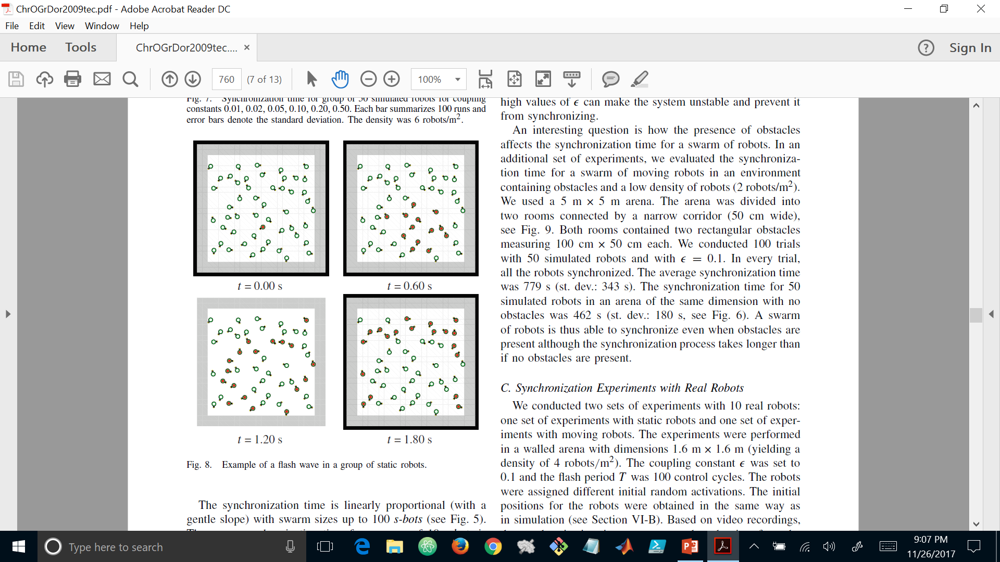 ChrOGrDor2009tec.pdf - Adobe Acrobat Reader DC
File Edit View Window Help
Home Tools ChrOGrDor2009tec.... × ? Sign In
760 (7 of 13) 100%
Fig. 7. Synchronization time for group of 50 simulated robots for coupling
constants 0.01, 0.02, 0.05, 0.10, 0.20, 0.50. Each bar summarizes 100 runs and
error bars denote the standard deviation. The density was 6 robots/m².
t = 0.00 s
t = 0.60 s
t = 1.20 s
t = 1.80 s
Fig. 8. Example of a flash wave in a group of static robots.
The synchronization time is linearly proportional (with a
gentle slope) with swarm sizes up to 100 s-bots (see Fig. 5).
high values of ϵ can make the system unstable and prevent it
from synchronizing.
An interesting question is how the presence of obstacles
affects the synchronization time for a swarm of robots. In an
additional set of experiments, we evaluated the synchroniza-
tion time for a swarm of moving robots in an environment
containing obstacles and a low density of robots (2 robots/m²).
We used a 5 m × 5 m arena. The arena was divided into
two rooms connected by a narrow corridor (50 cm wide),
see Fig. 9. Both rooms contained two rectangular obstacles
measuring 100 cm × 50 cm each. We conducted 100 trials
with 50 simulated robots and with ϵ = 0.1. In every trial,
all the robots synchronized. The average synchronization time
was 779 s (st. dev.: 343 s). The synchronization time for 50
simulated robots in an arena of the same dimension with no
obstacles was 462 s (st. dev.: 180 s, see Fig. 6). A swarm
of robots is thus able to synchronize even when obstacles are
present although the synchronization process takes longer than
if no obstacles are present.
C. Synchronization Experiments with Real Robots
We conducted two sets of experiments with 10 real robots:
one set of experiments with static robots and one set of exper-
iments with moving robots. The experiments were performed
in a walled arena with dimensions 1.6 m × 1.6 m (yielding a
density of 4 robots/m²). The coupling constant ϵ was set to
0.1 and the flash period T was 100 control cycles. The robots
were assigned different initial random activations. The initial
positions for the robots were obtained in the same way as
in simulation (see Section VI-B). Based on video recordings,
Type here to search
9:07 PM
11/26/2017